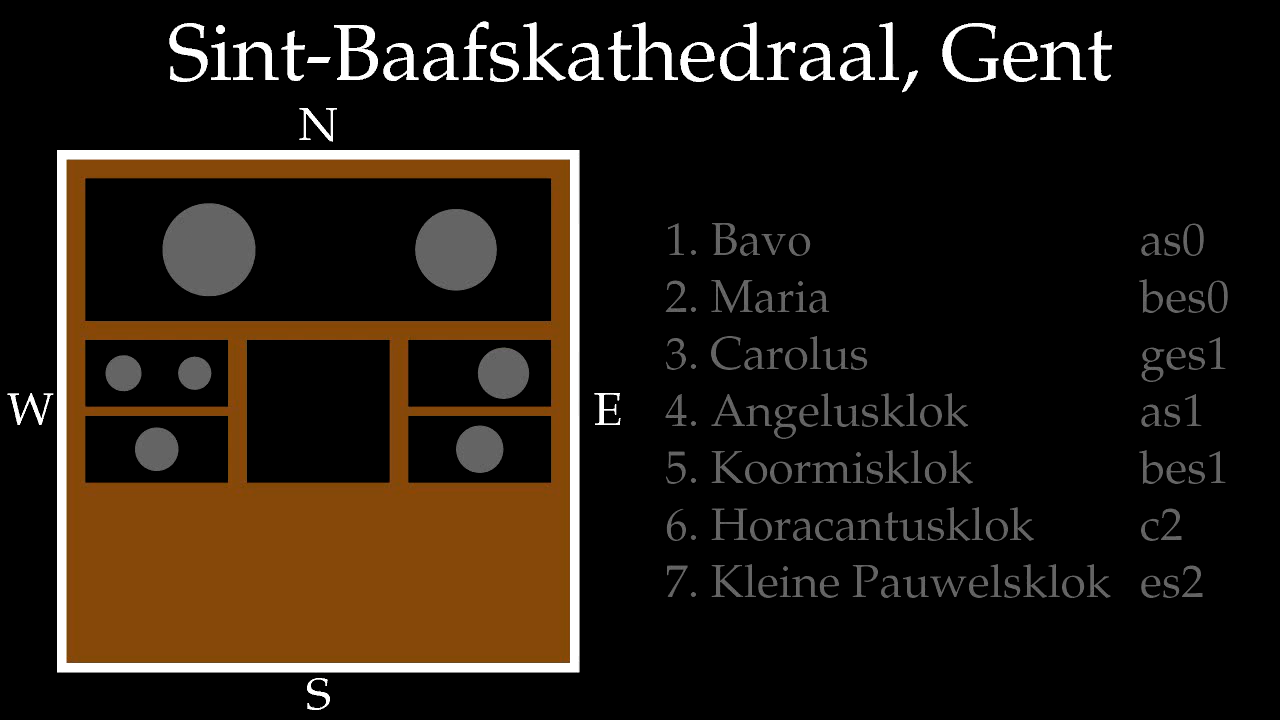 Sint-Baafskathedraal, Gent
N
W
E
S
1. Bavo as0
2. Maria bes0
3. Carolus ges1
4. Angelusklok as1
5. Koormisklok bes1
6. Horacantusklok c2
7. Kleine Pauwelsklok es2